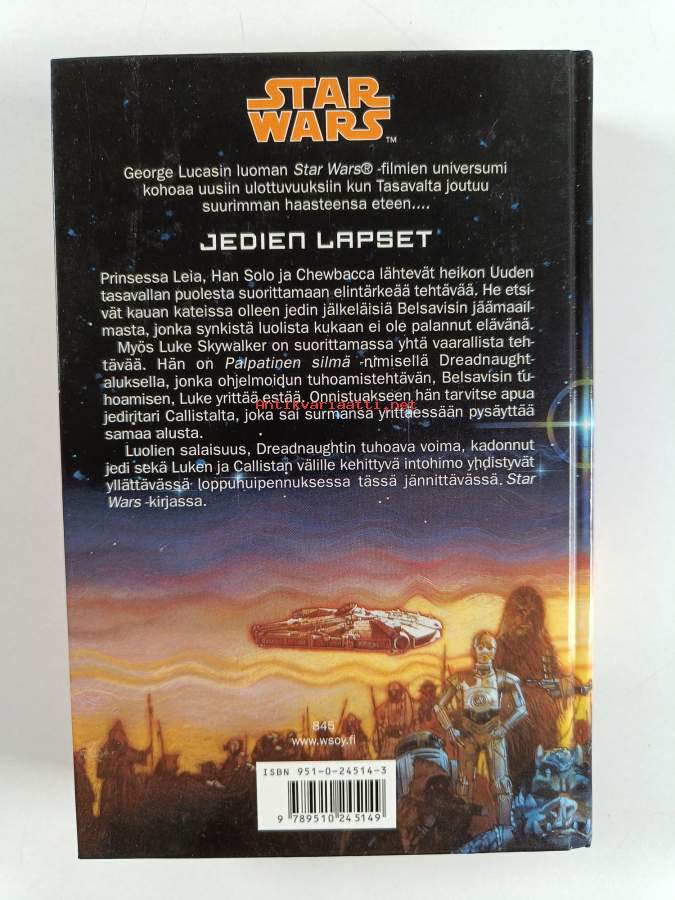 STAR
WARS™
George Lucasin luoman Star Wars® -filmien universumi
kohoaa uusiin ulottuvuuksiin kun Tasavalta joutuu
suurimman haasteensa eteen....
JEDIEN LAPSET
Prinsessa Leia, Han Solo ja Chewbacca lähtevät heikon Uuden
tasavallan puolesta suorittamaan elintärkeää tehtävää. He etsi-
vät kauan kateissa olleen jedin jälkeläisiä Belsavisin jäämaail-
masta, jonka synkistä luolista kukaan ei ole palannut elävänä.
Myös Luke Skywalker on suorittamassa yhtä vaarallista teh-
tävää. Hän on Palpatinen silmä -nimisellä Dreadnaught-
aluksella, jonka ohjelmoidun tuhoamistehtävän, Belsavisin tu-
hoamisen, Luke yrittää estää. Onnistuakseen hän tarvitse apua
Antikvariaatti.net
jediritari Callistalta, joka sai surmansa yrittäessään pysäyttää
samaa alusta.
Luolien salaisuus, Dreadnaughtin tuhoava voima, kadonnut
jedi sekä Luken ja Callistan välille kehittyvä intohimo yhdistyvät
yllättävässä loppuhuipennuksessa tässä jännittävässä Star
Wars -kirjassa.
845
www.wsoy.fi
ISBN 951-0-24514-3
9 789510 245149